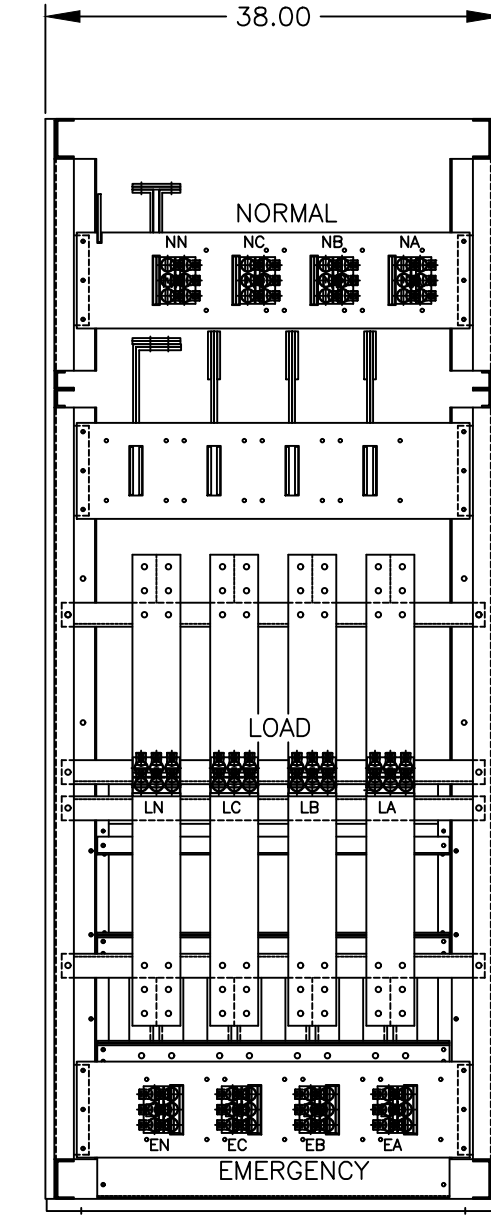 38.00
NORMAL
NN NC NB NA
LOAD
LN LC LB LA
EN EC EB EA
EMERGENCY